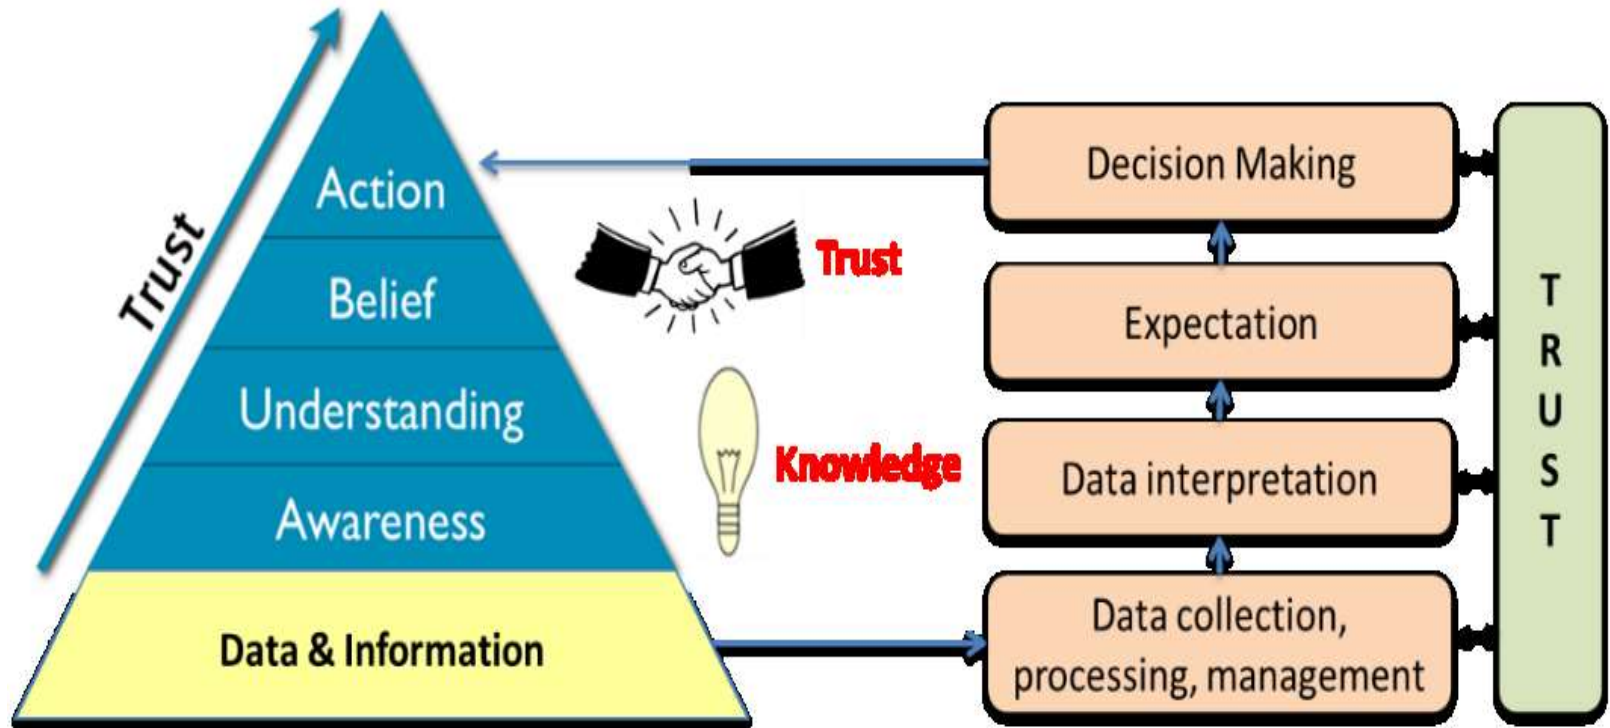 Trust
Action
Belief
Understanding
Awareness
Data & Information
Trust
Knowledge
Decision Making
Expectation
Data interpretation
Data collection,
processing, management
T
R
U
S
T